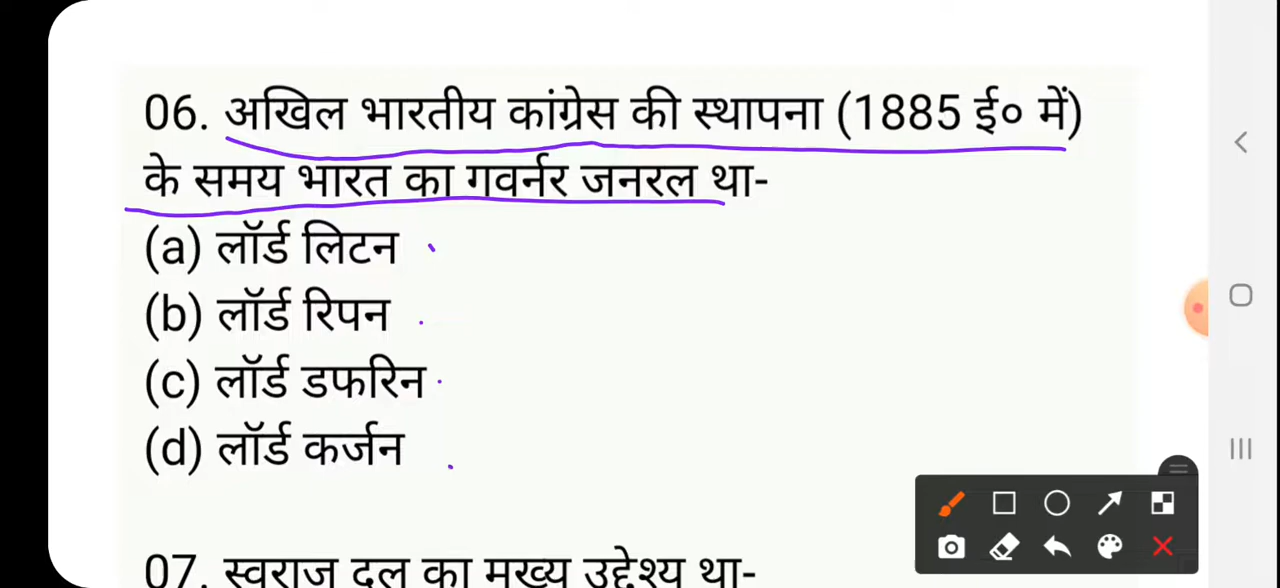 06. अखिल भारतीय कांग्रेस की स्थापना (1885 ई० में)
के समय भारत का गवर्नर जनरल था-
(a) लॉर्ड लिटन
(b) लॉर्ड रिपन
(c) लॉर्ड डफरिन
(d) लॉर्ड कर्जन
07. स्वराज दल का मुख्य उद्देश्य था-